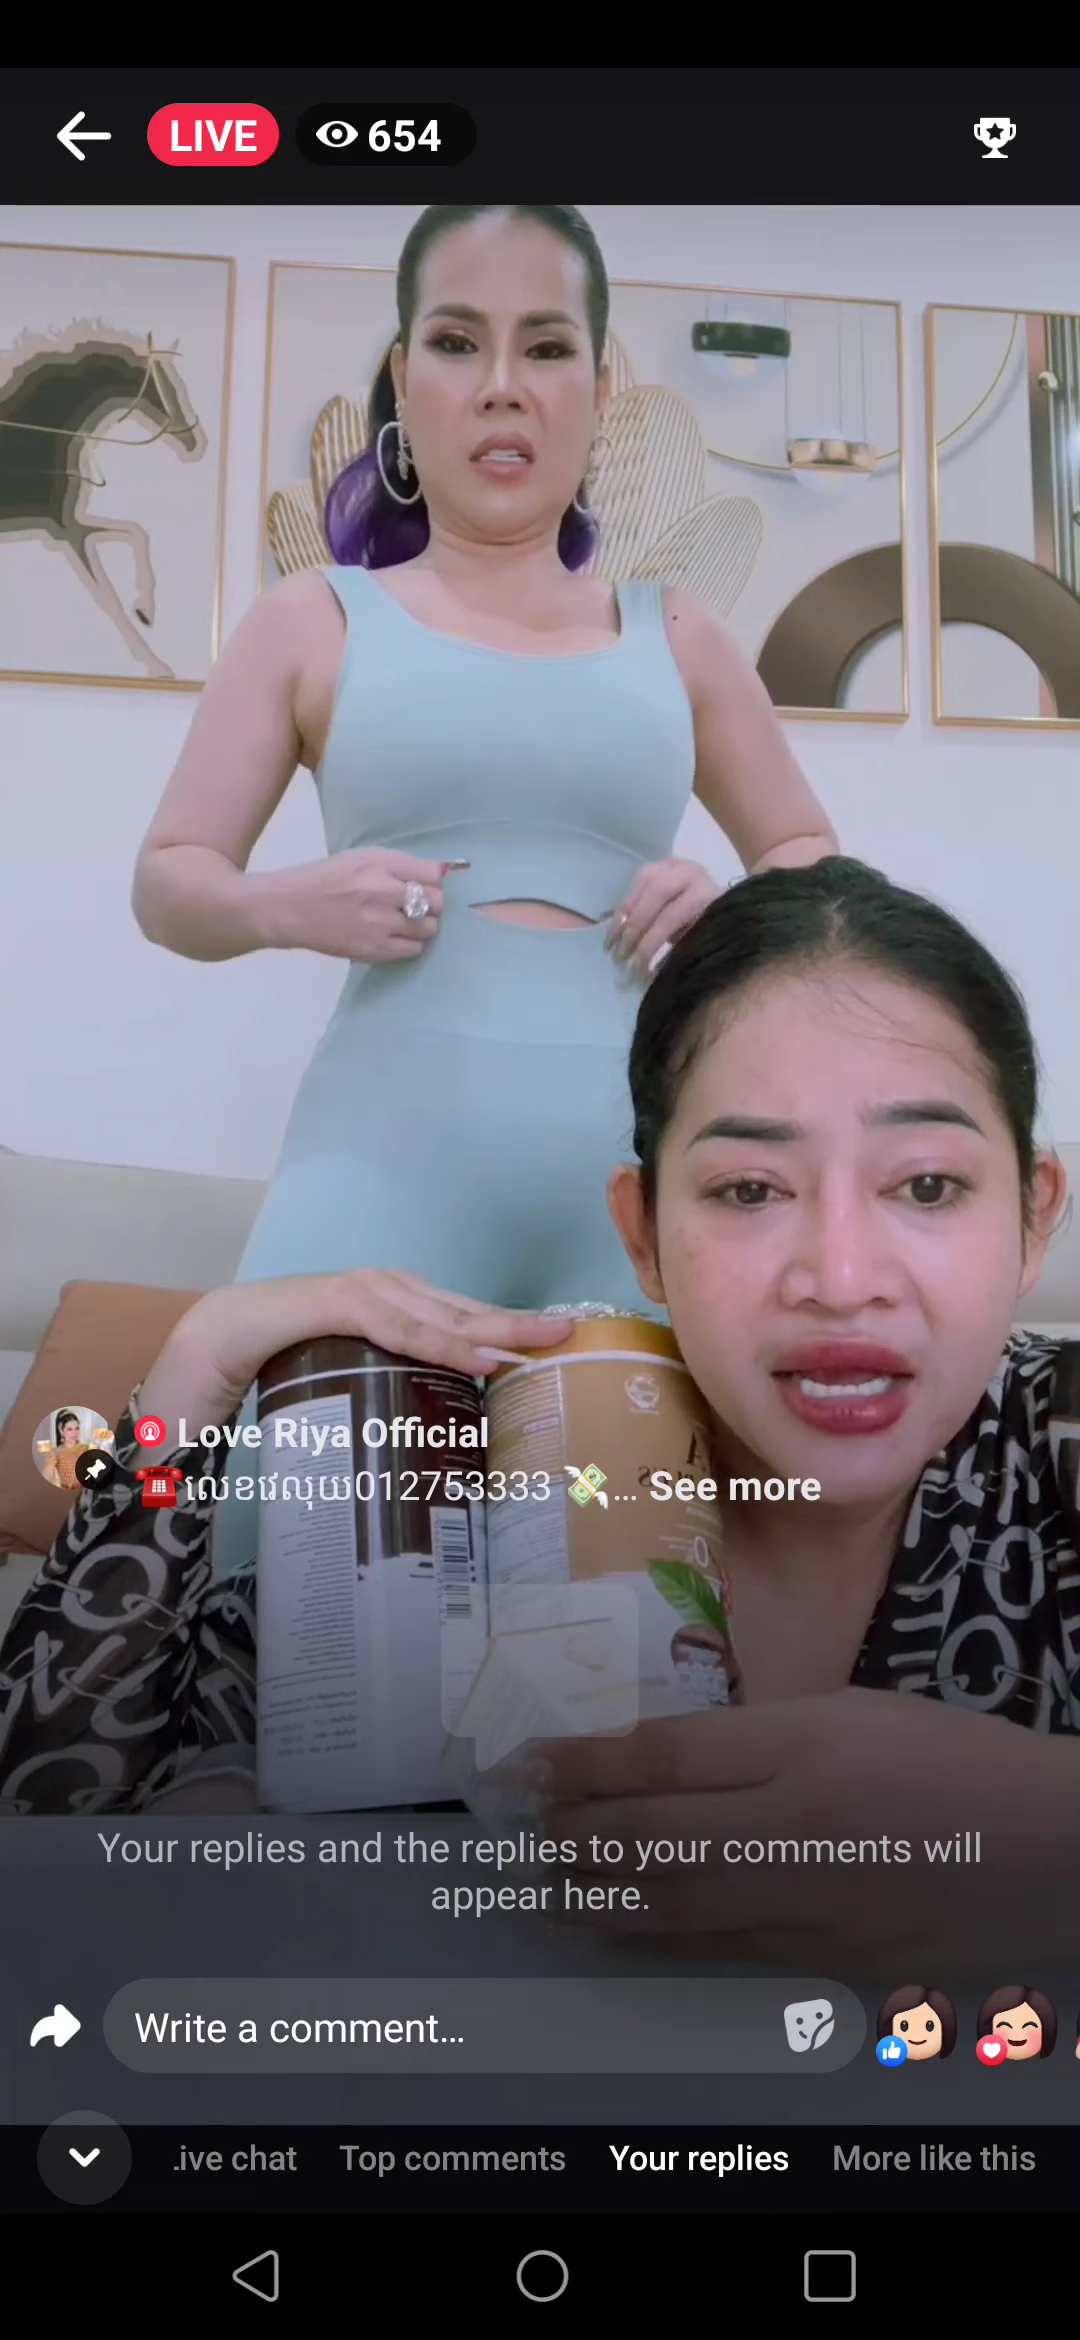 LIVE
654
Love Riya Official
☎️លេខវេលុយ012753333 💸... See more
Your replies and the replies to your comments will
appear here.
Write a comment...
ive chat
Top comments
Your replies
More like this